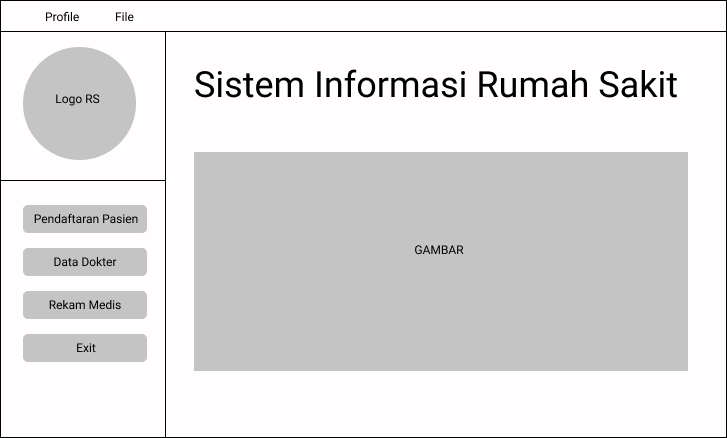 Profile File
Logo RS
Sistem Informasi Rumah Sakit
GAMBAR
Pendaftaran Pasien
Data Dokter
Rekam Medis
Exit